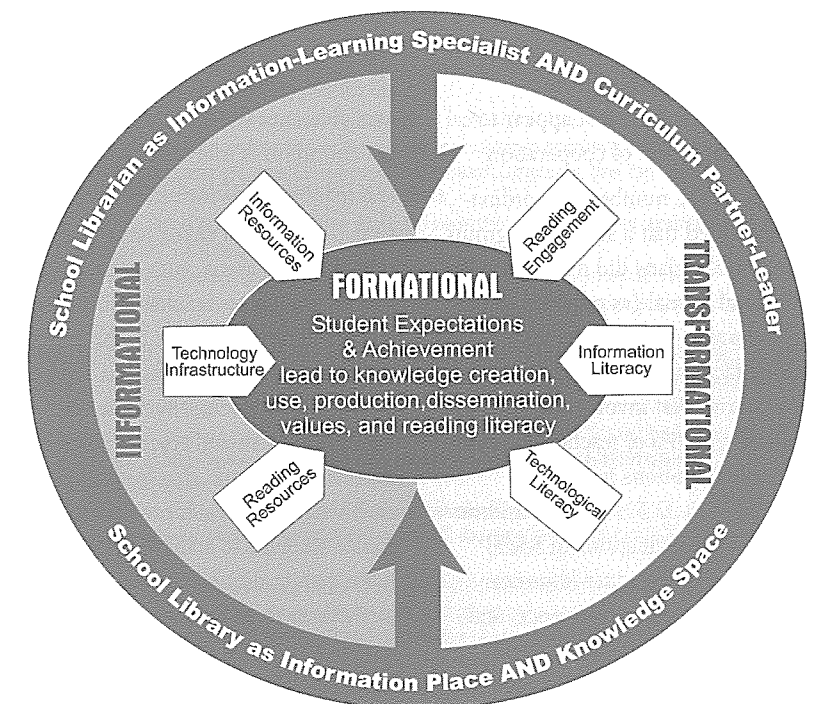 School Librarian as Information-Learning Specialist AND Curriculum Partner-Leader
INFORMATIONAL
Information
Resources
Technology
Infrastructure
Reading
Resources
FORMATIONAL
Student Expectations
& Achievement
lead to knowledge creation,
use, production,dissemination,
values, and reading literacy
Reading
Engagement
Information
Literacy
Technological
Literacy
TRANSFORMATIONAL
School Library as Information Place AND Knowledge Space